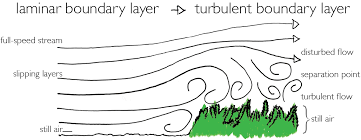 laminar boundary layer → turbulent boundary layer
full-speed stream
disturbed flow
slipping layers
separation point
turbulent flow
still air
still air